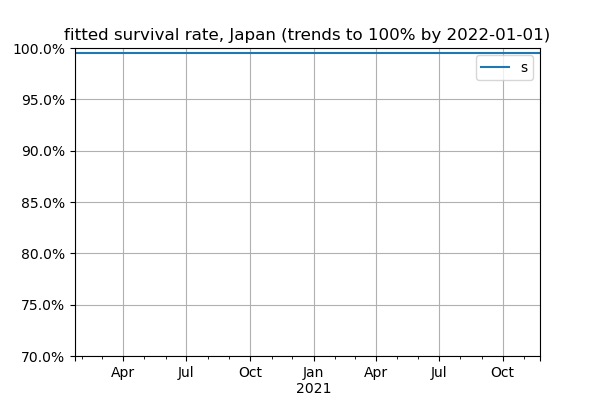 fitted survival rate, Japan (trends to 100% by 2022-01-01)
100.0%
95.0%
90.0%
85.0%
80.0%
75.0%
70.0%
s
Apr Jul Oct Jan Apr Jul Oct
2021